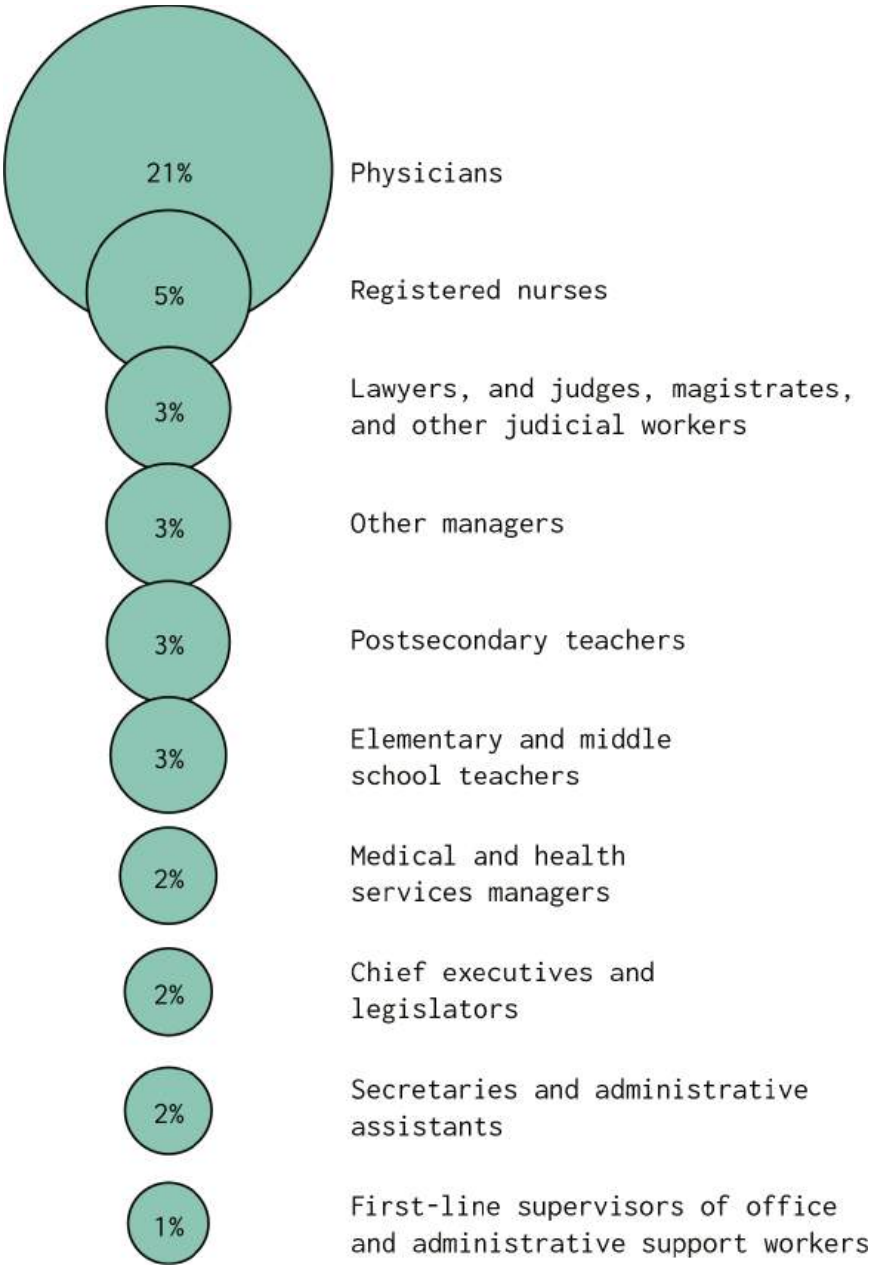 21% Physicians
5% Registered nurses
3% Lawyers, and judges, magistrates,
and other judicial workers
3% Other managers
3% Postsecondary teachers
3% Elementary and middle
school teachers
2% Medical and health
services managers
2% Chief executives and
legislators
2% Secretaries and administrative
assistants
1% First-line supervisors of office
and administrative support workers